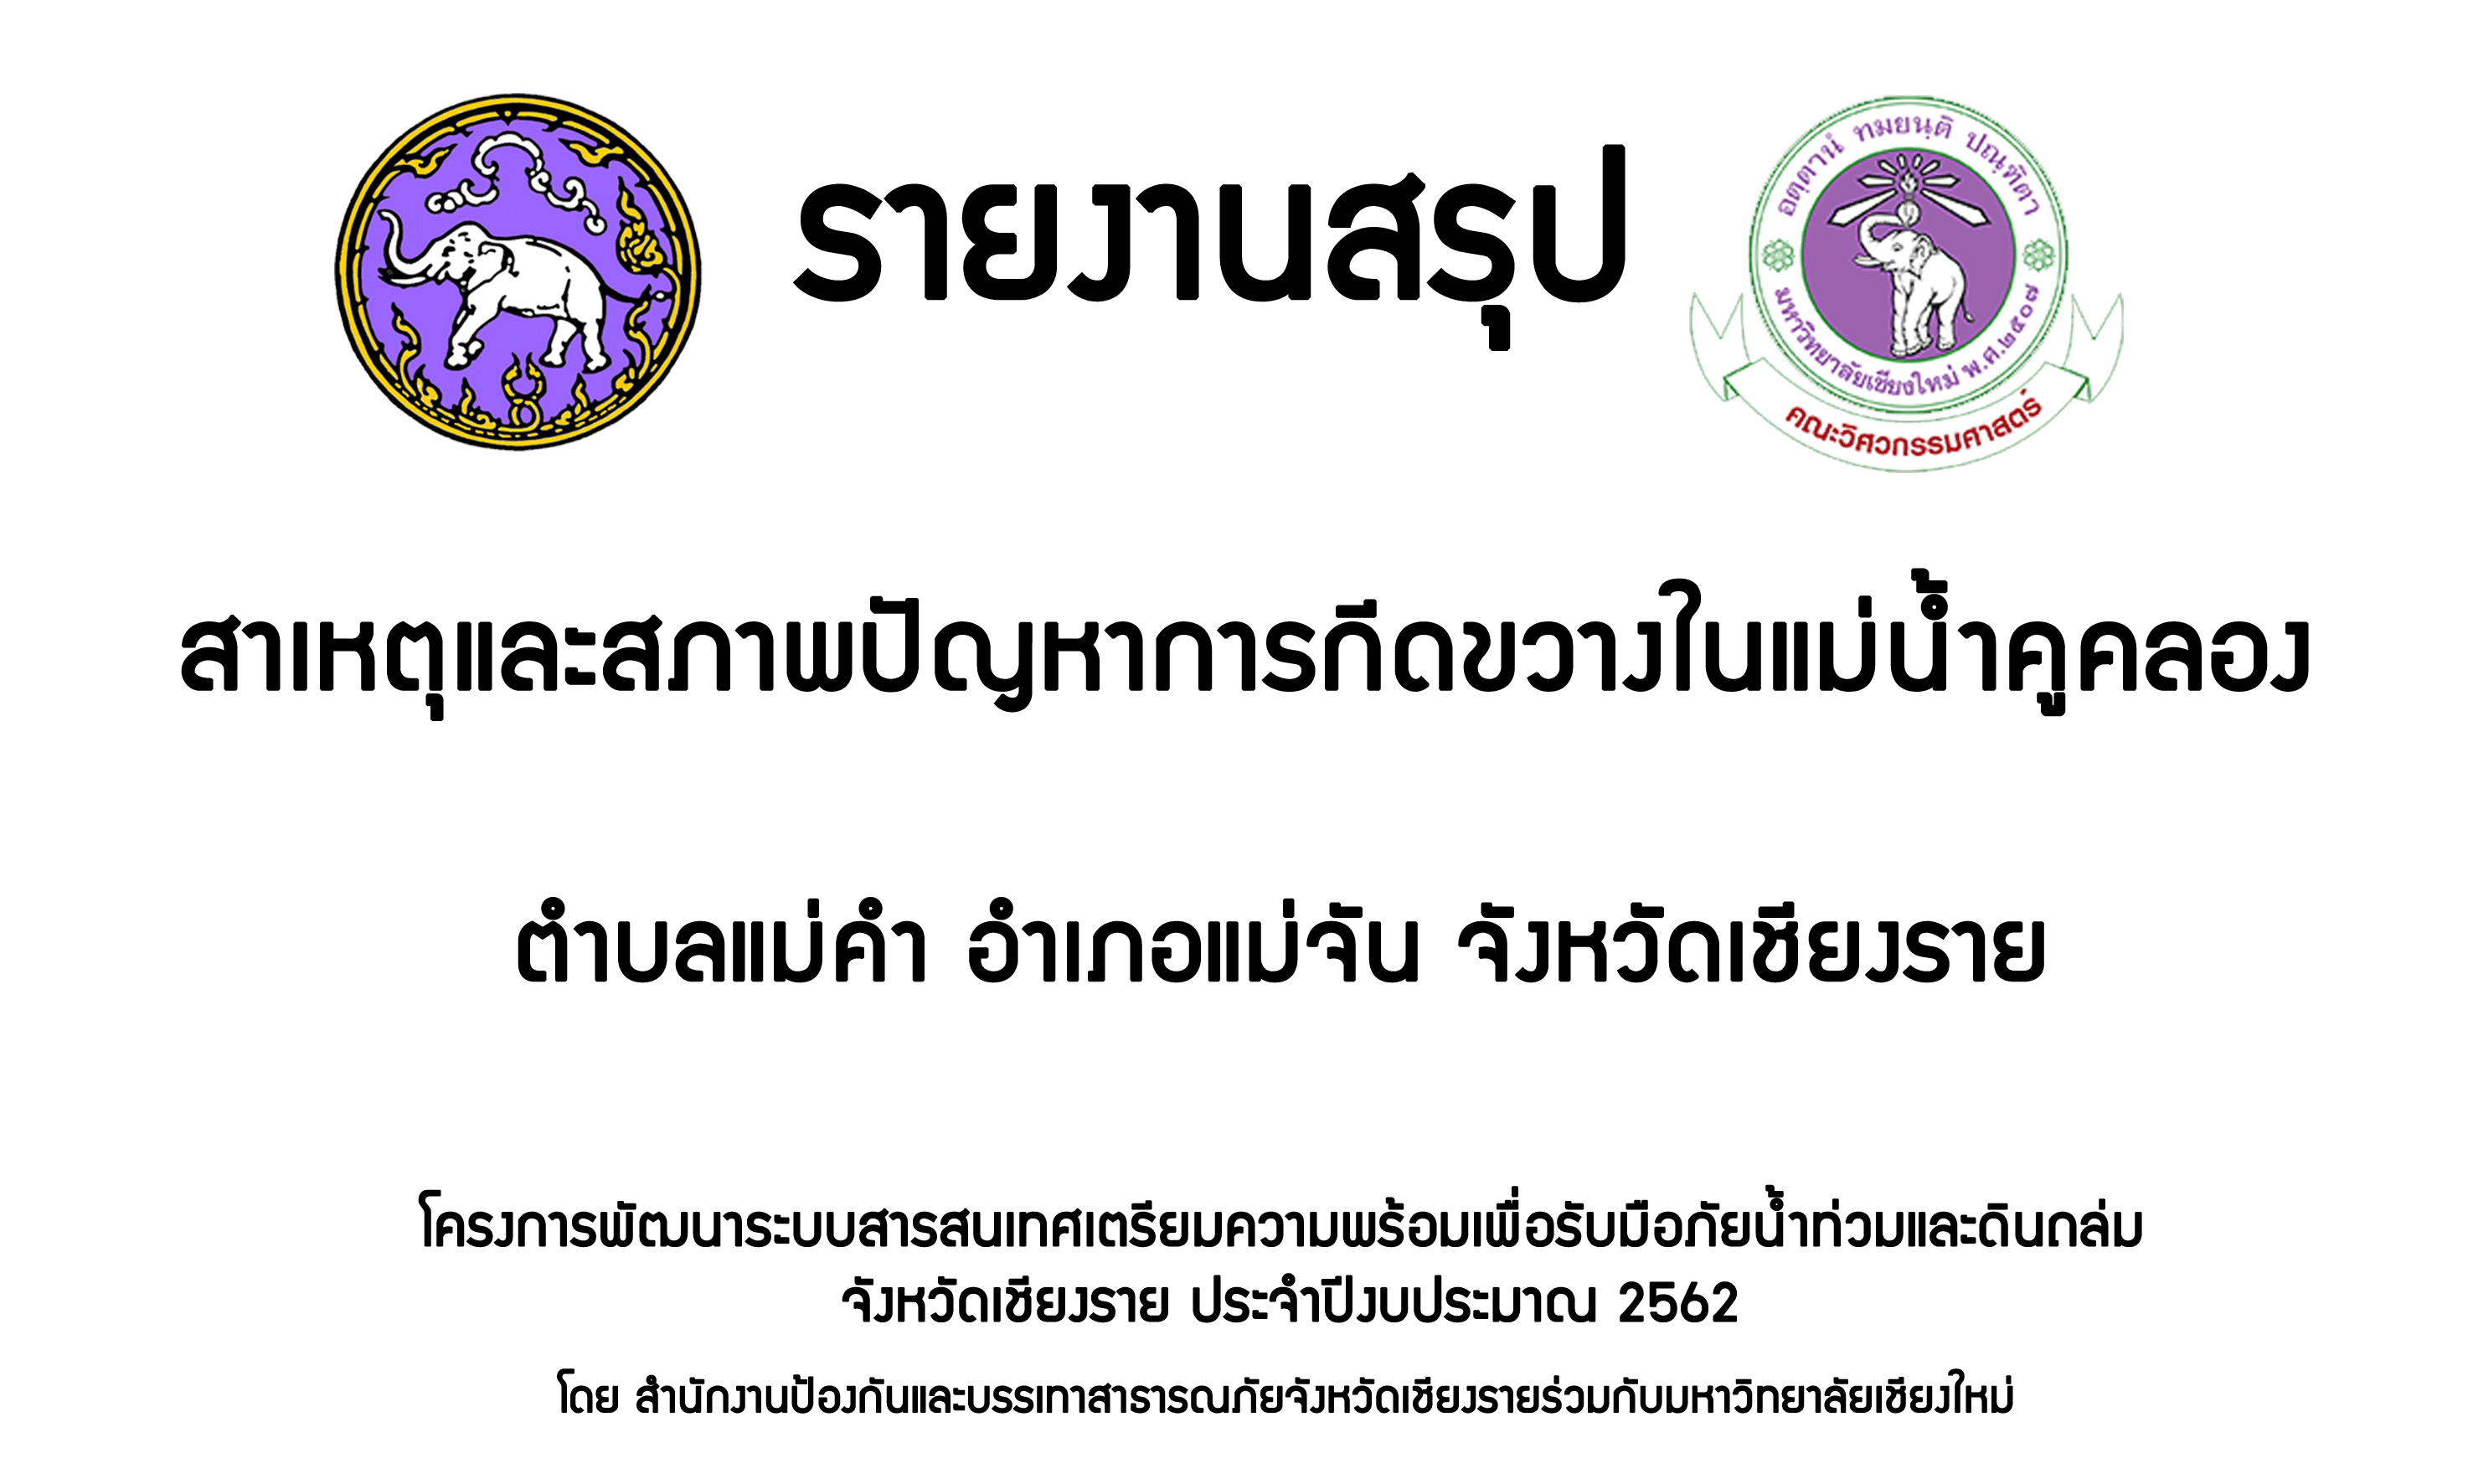 รายงานสรุป
อตฺตานํ ทมยนฺติ ปณฺฑิตา
มหาวิทยาลัยเชียงใหม่ พ.ศ.๒๕๐๗
คณะวิศวกรรมศาสตร์
สาเหตุและสภาพปัญหาการกีดขวางในแม่น้ำคูคลอง
ตำบลแม่คำ อำเภอแม่จัน จังหวัดเชียงราย
โครงการพัฒนาระบบสารสนเทศเตรียมความพร้อมเพื่อรับมือภัยน้ำท่วมและดินถล่ม
จังหวัดเชียงราย ประจำปีงบประมาณ 2562
โดย สำนักงานป้องกันและบรรเทาสาธารณภัยจังหวัดเชียงรายร่วมกับมหาวิทยาลัยเชียงใหม่